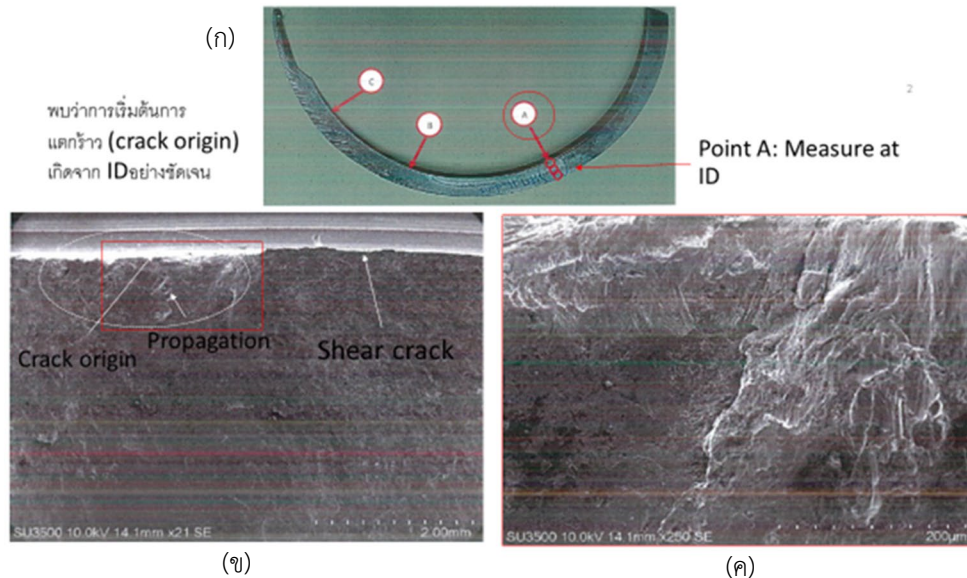 (ก)
C
B
A
2
พบว่าการเริ่มต้นการ
แตกร้าว (crack origin)
เกิดจาก IDอย่างชัดเจน
Point A: Measure at
ID
Crack origin
Propagation
Shear crack
SU3500 10.0kV 14.1mm x21 SE
2.00mm
SU3500 10.0kV 14.1mm x250 SE
200µm
(ข)
(ค)